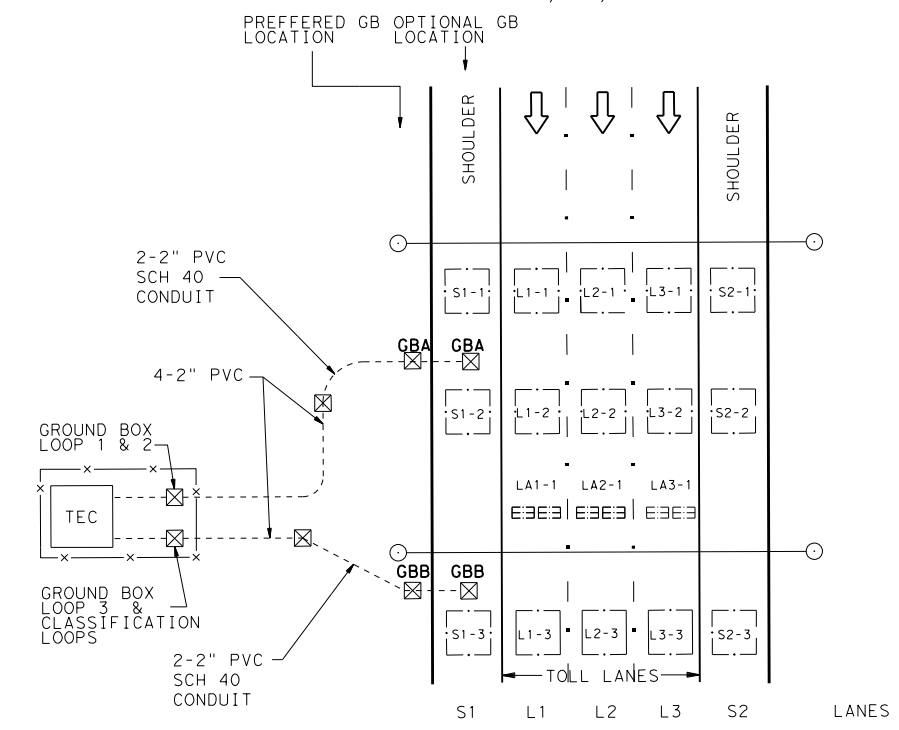 PREFFERED GB OPTIONAL GB
LOCATION LOCATION
SHOULDER
SHOULDER
2-2" PVC
SCH 40
CONDUIT
S1-1 L1-1 L2-1 L3-1 S2-1
GBA GBA
4-2" PVC
S1-2 L1-2 L2-2 L3-2 S2-2
GROUND BOX
LOOP 1 & 2
LA1-1 LA2-1 LA3-1
TEC
GBB GBB
GROUND BOX
LOOP 3 &
CLASSIFICATION
LOOPS
S1-3 L1-3 L2-3 L3-3 S2-3
2-2" PVC
SCH 40
CONDUIT
TOLL LANES
S1 L1 L2 L3 S2 LANES